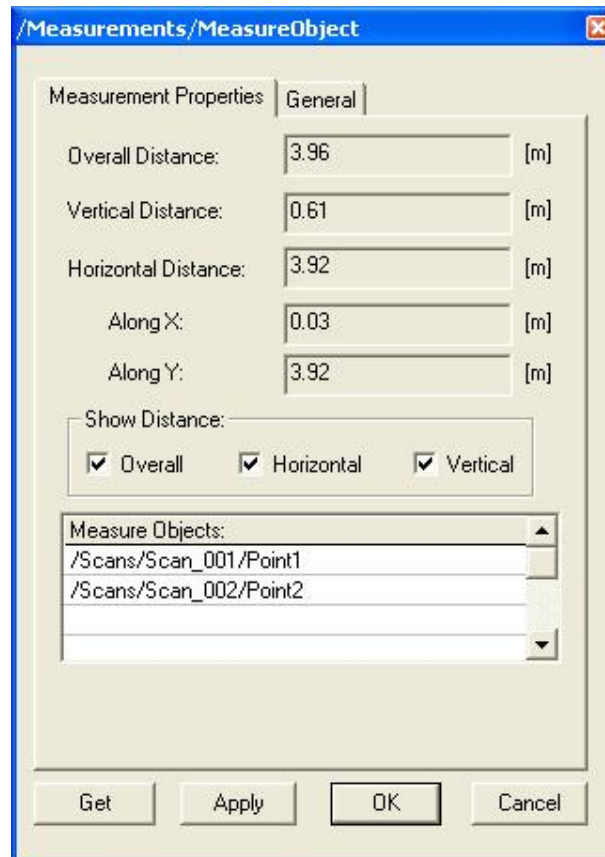 /Measurements/MeasureObject
Measurement Properties General
Overall Distance: 3.96 [m]
Vertical Distance: 0.61 [m]
Horizontal Distance: 3.92 [m]
Along X: 0.03 [m]
Along Y: 3.92 [m]
Show Distance:
Overall Horizontal Vertical
Measure Objects:
/Scans/Scan_001/Point1
/Scans/Scan_002/Point2
Get Apply OK Cancel